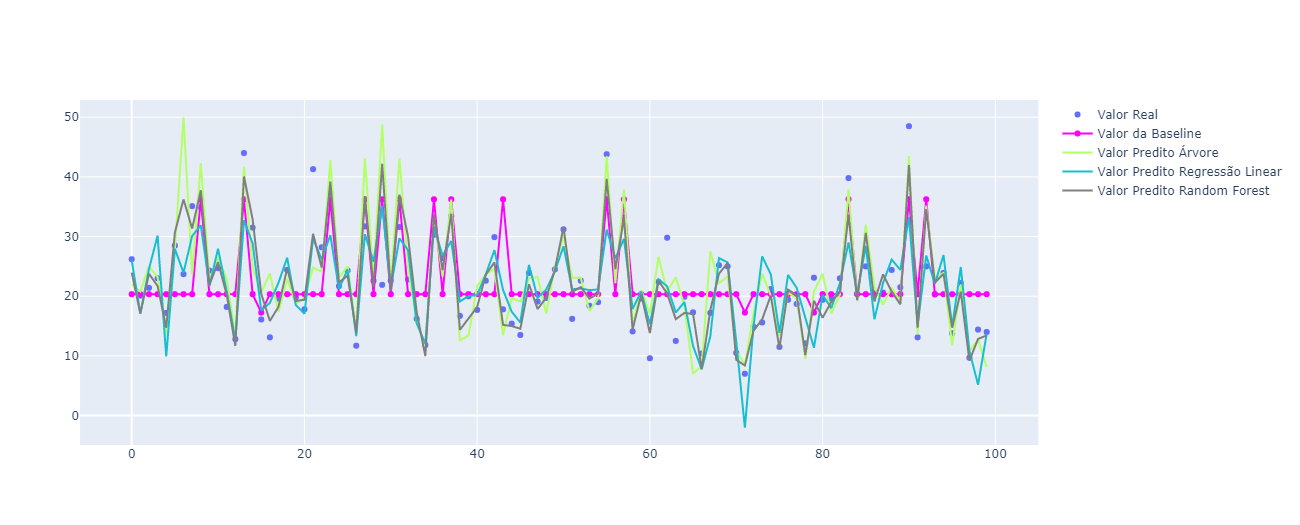 50
40
30
20
10
0
0 20 40 60 80 100
Valor Real
Valor da Baseline
Valor Predito Árvore
Valor Predito Regressão Linear
Valor Predito Random Forest